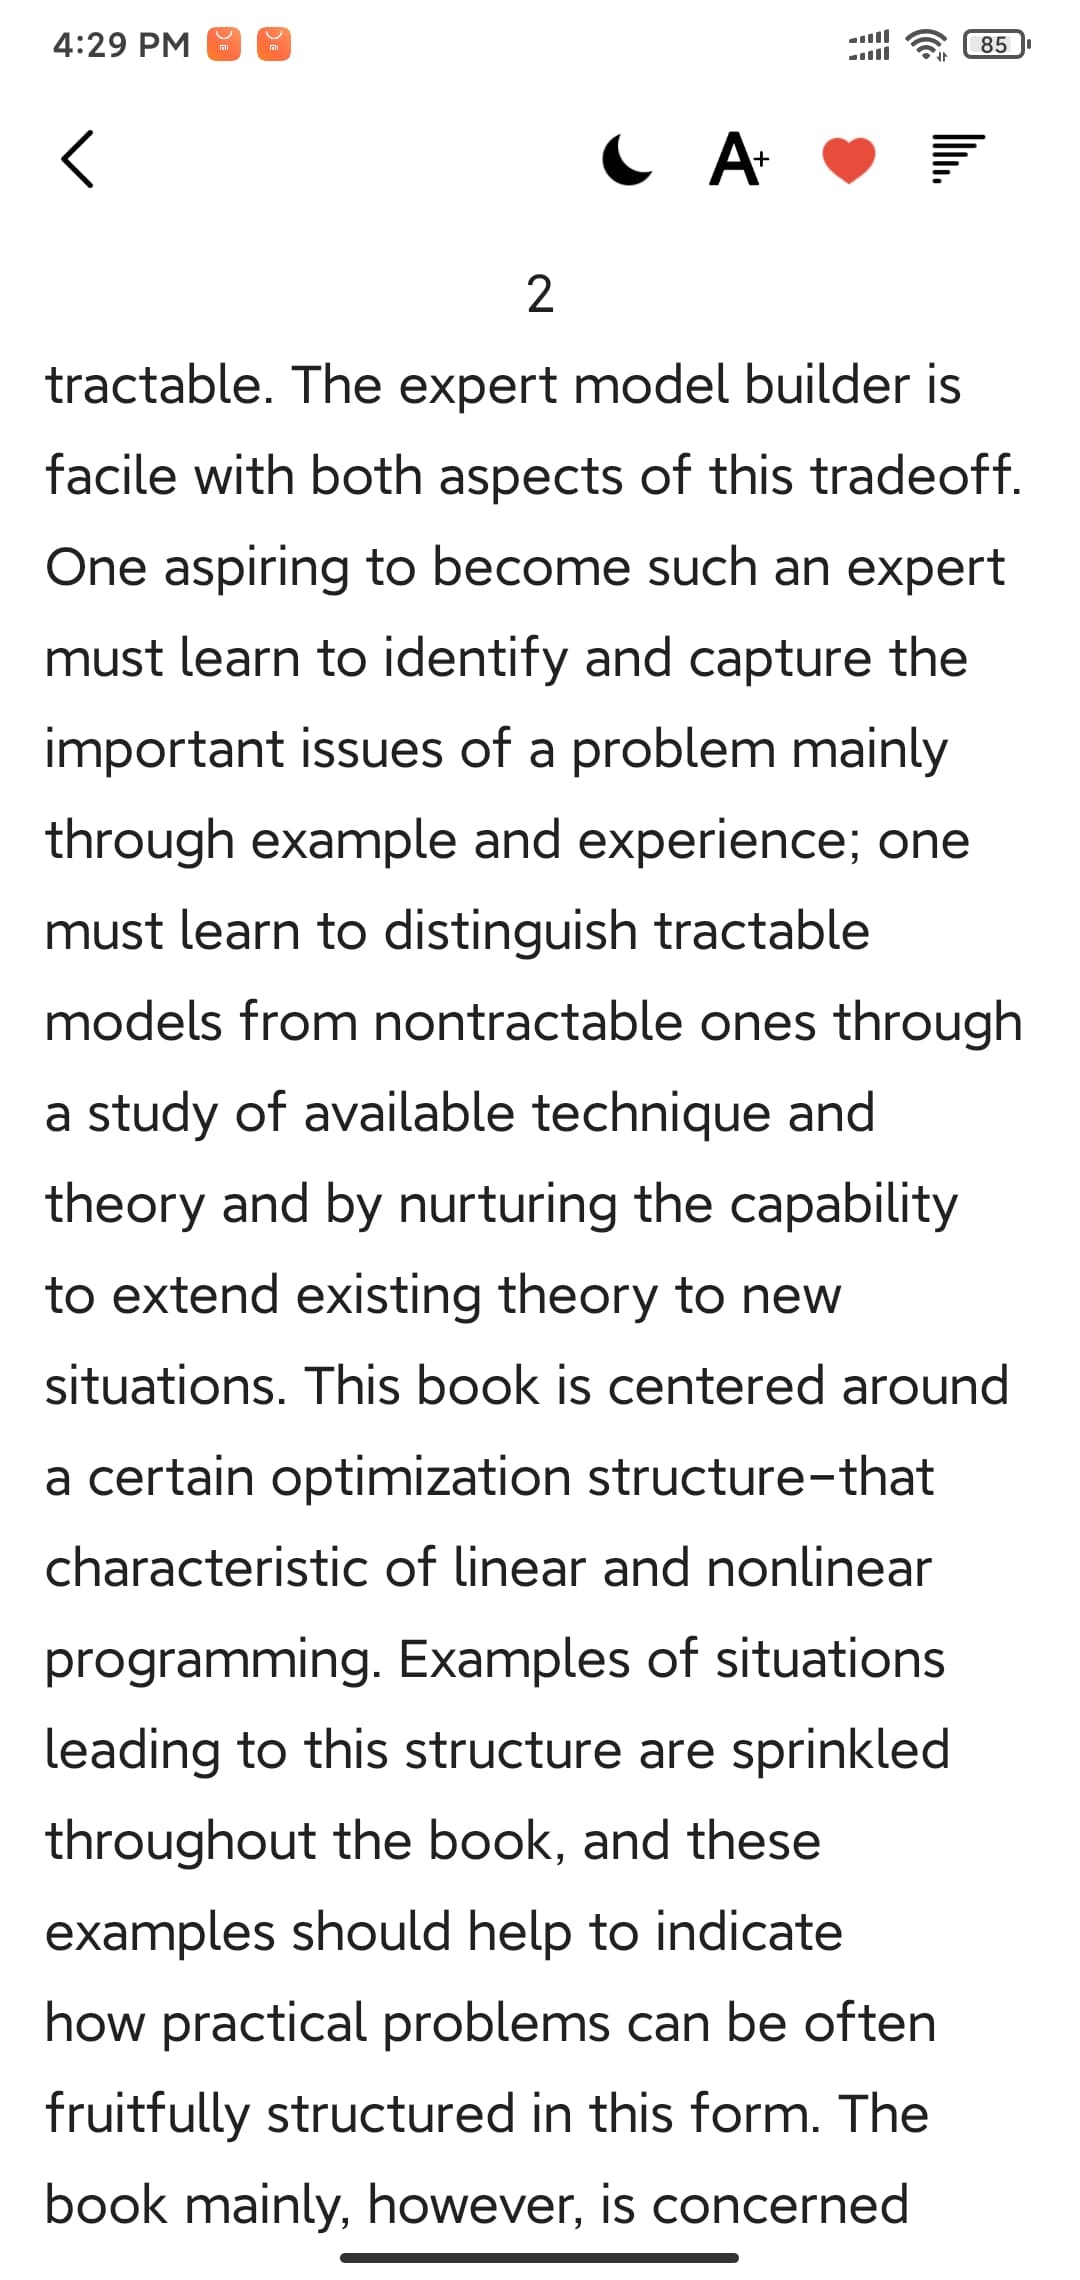 4:29 PM
85
A+
2
tractable. The expert model builder is
facile with both aspects of this tradeoff.
One aspiring to become such an expert
must learn to identify and capture the
important issues of a problem mainly
through example and experience; one
must learn to distinguish tractable
models from nontractable ones through
a study of available technique and
theory and by nurturing the capability
to extend existing theory to new
situations. This book is centered around
a certain optimization structure–that
characteristic of linear and nonlinear
programming. Examples of situations
leading to this structure are sprinkled
throughout the book, and these
examples should help to indicate
how practical problems can be often
fruitfully structured in this form. The
book mainly, however, is concerned